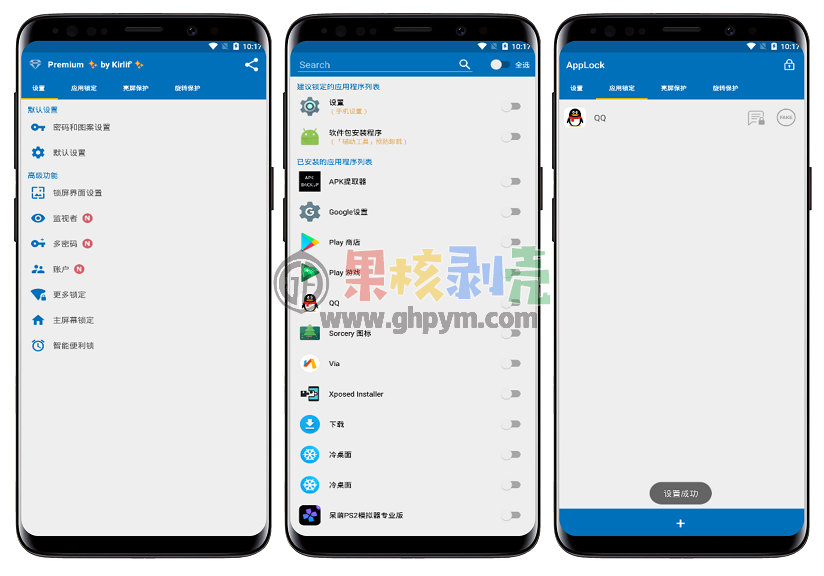 10:17
Premium ✨ by Kirlif ✨
设置 应用锁定 亮屏保护 旋转保护
默认设置
密码和图案设置
默认设置
高级功能
锁屏界面设置
监视者 N
多密码 N
账户 N
更多锁定
主屏幕锁定
智能便利锁
10:17
Search 全选
建议锁定的应用程序列表
设置
(手机设置)
软件包安装程序
(「辅助工具」预防卸载)
已安装的应用程序列表
APK BACKUP APK提取器
Google设置
Play 商店
Play 游戏
QQ
Sorcery 图标
Via
Xposed Installer
下载
冷桌面
冷桌面
呆萌PS2模拟器专业版
10:17
AppLock
设置 应用锁定 亮屏保护 旋转保护
QQ FAKE
设置成功
+
果核剥壳
www.ghpym.com